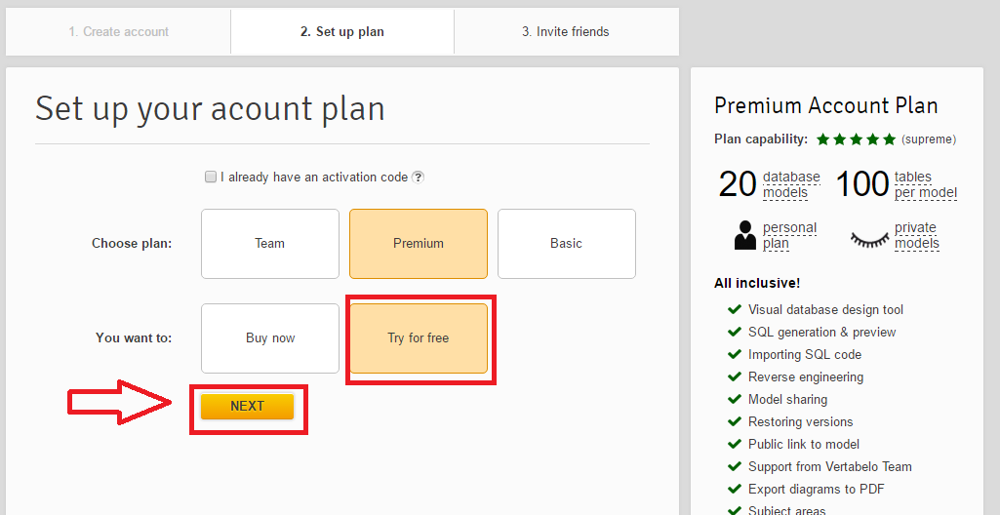 1. Create account
2. Set up plan
3. Invite friends
Set up your acount plan
I already have an activation code ?
Choose plan:
Team
Premium
Basic
You want to:
Buy now
Try for free
NEXT
Premium Account Plan
Plan capability: ★★★★★ (supreme)
20 database models
100 tables per model
personal plan
private models
All inclusive!
Visual database design tool
SQL generation & preview
Importing SQL code
Reverse engineering
Model sharing
Restoring versions
Public link to model
Support from Vertabelo Team
Export diagrams to PDF
Subject areas